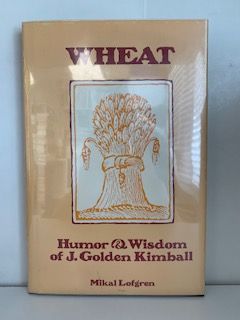 WHEAT
Humor & Wisdom
of J. Golden Kimball
Mikal Lofgren